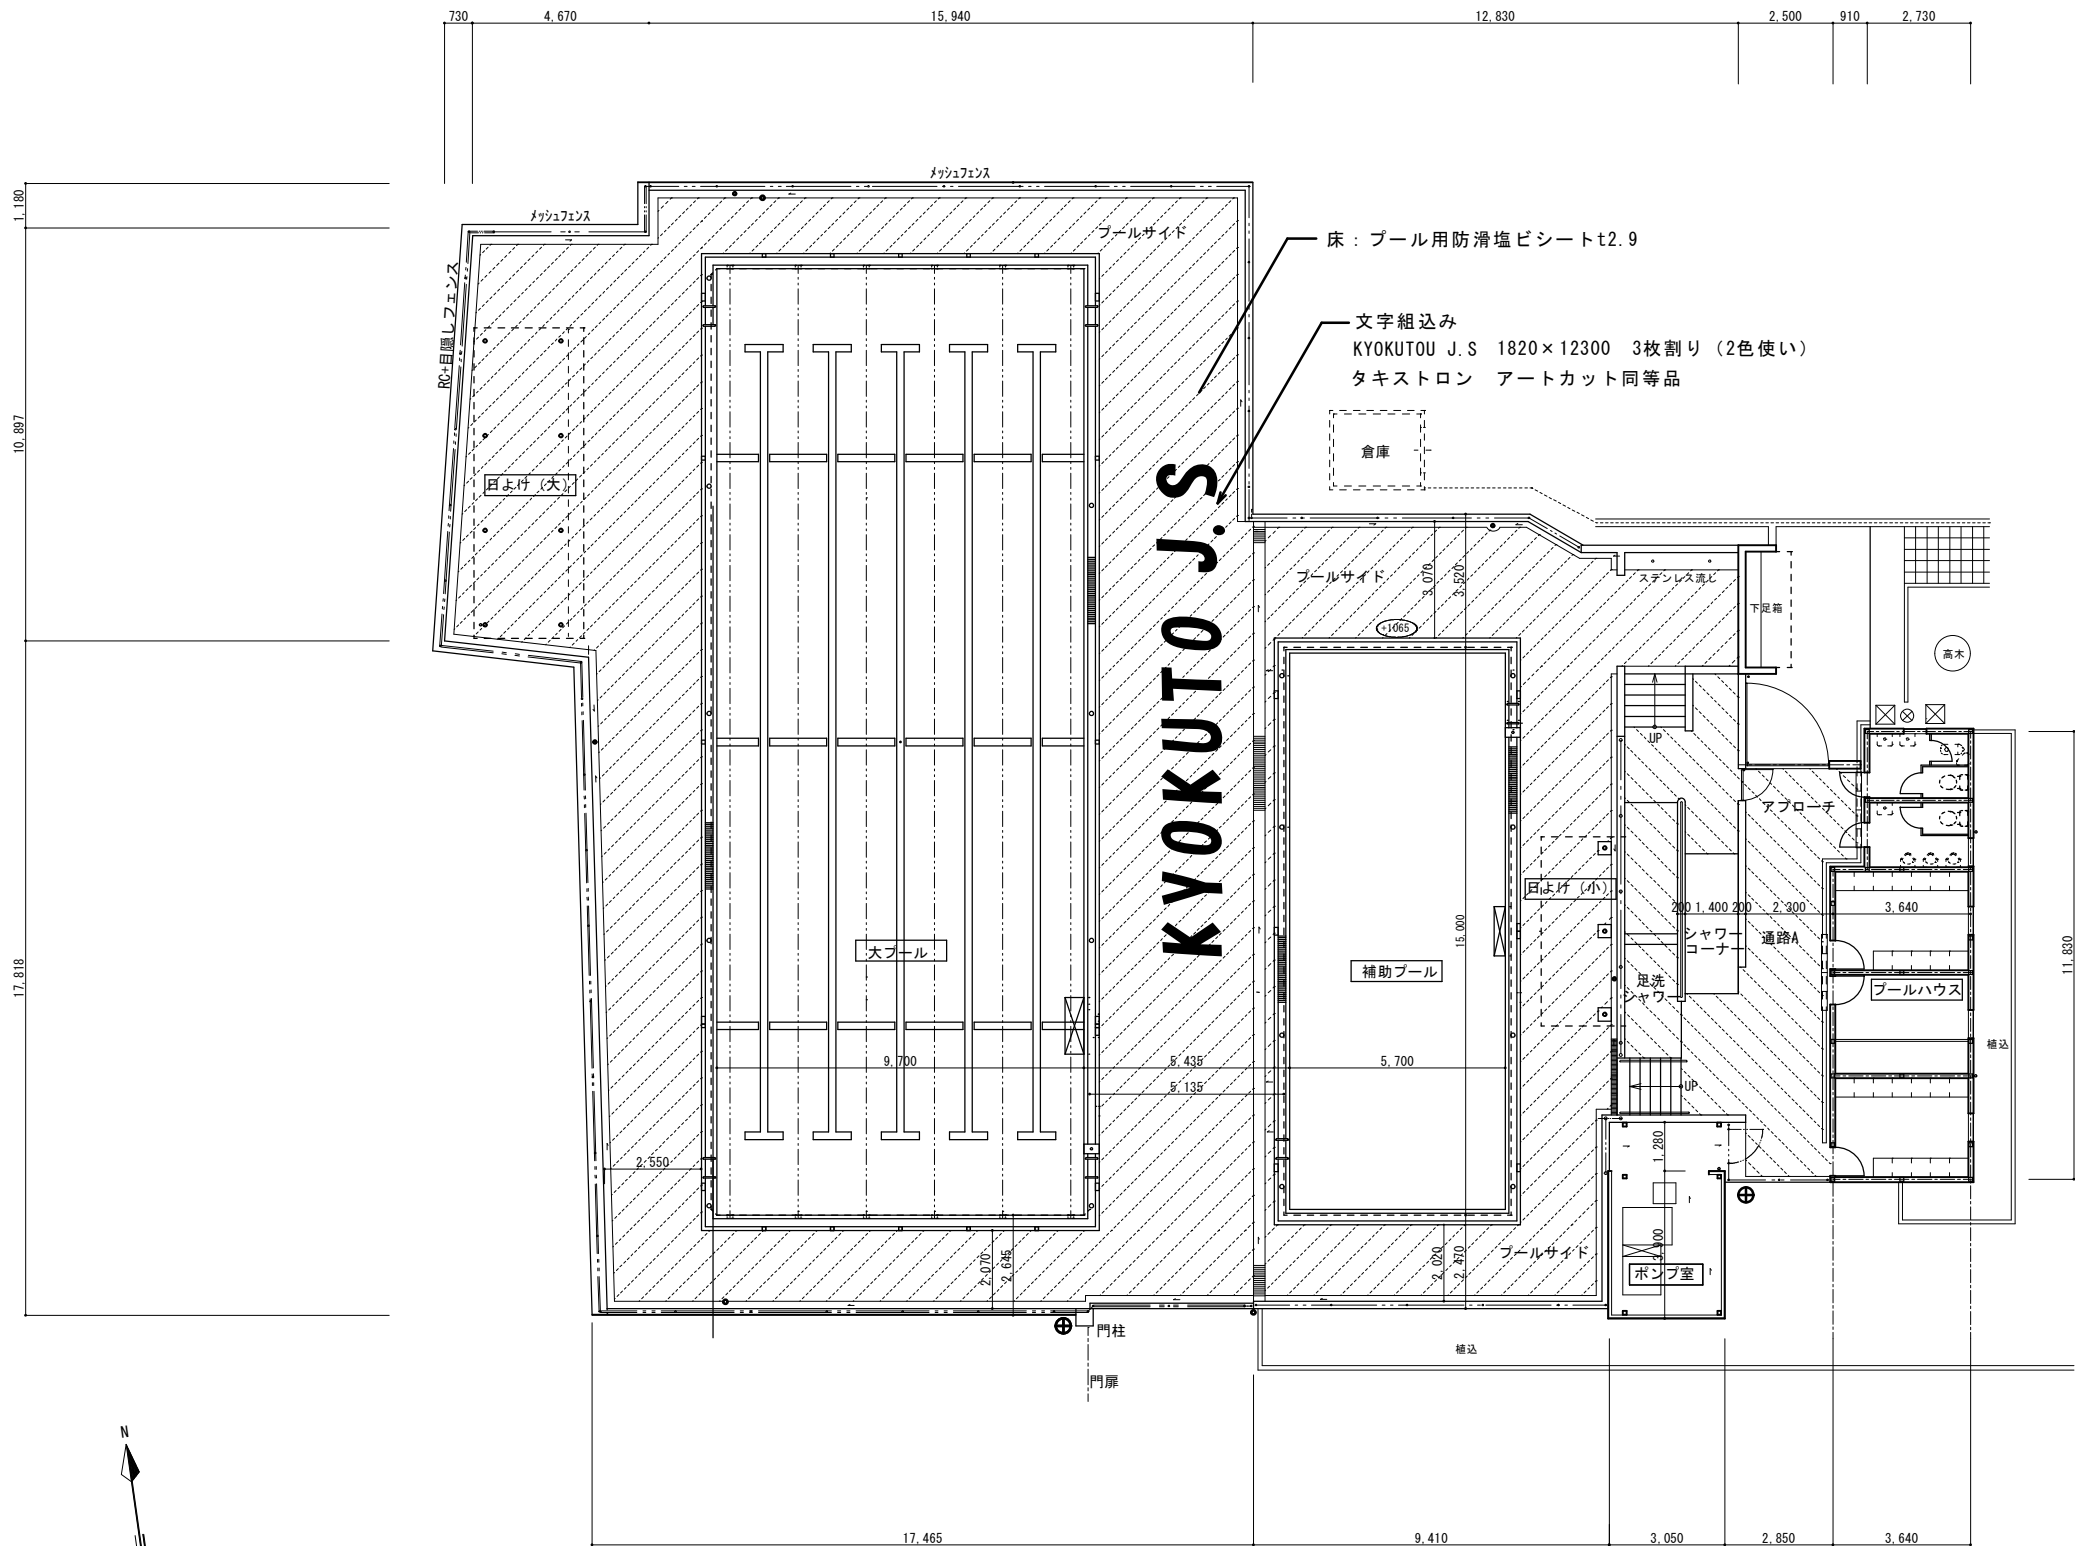 730
4,670
15,940
12,830
2,500
910
2,730
1,180
10,897
17,818
メッシュフェンス
メッシュフェンス
RC+目隠しフェンス
プールサイド
床：プール用防滑塩ビシートt2.9
文字組込み
KYOKUTOU J.S 1820×12300 3枚割り（2色使い）
タキストロン アートカット同等品
倉庫
日よけ（大）
KYOKUTO J.S
プールサイド
3,070
3,520
ステンレス流し
下足箱
+1065
高木
UP
アプローチ
日よけ（小）
200
1,400
200
2,300
3,640
シャワー
コーナー
通路A
大プール
補助プール
15,000
足洗
シャワー
プールハウス
11,830
植込
9,700
5,435
5,700
5,135
UP
2,550
1,280
2,070
2,645
2,020
2,470
プールサイド
3,900
ポンプ室
門柱
門扉
植込
N
17,465
9,410
3,050
2,850
3,640